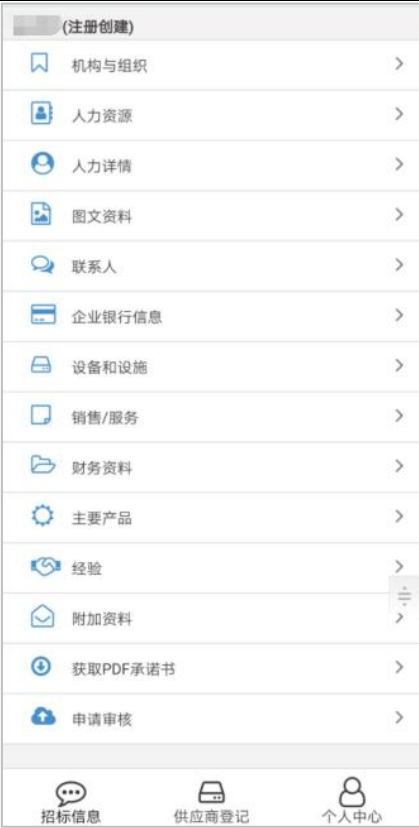 (注册创建)
机构与组织
人力资源
人力详情
图文资料
联系人
企业银行信息
设备和设施
销售/服务
财务资料
主要产品
经验
附加资料
获取PDF承诺书
申请审核
招标信息 供应商登记 个人中心